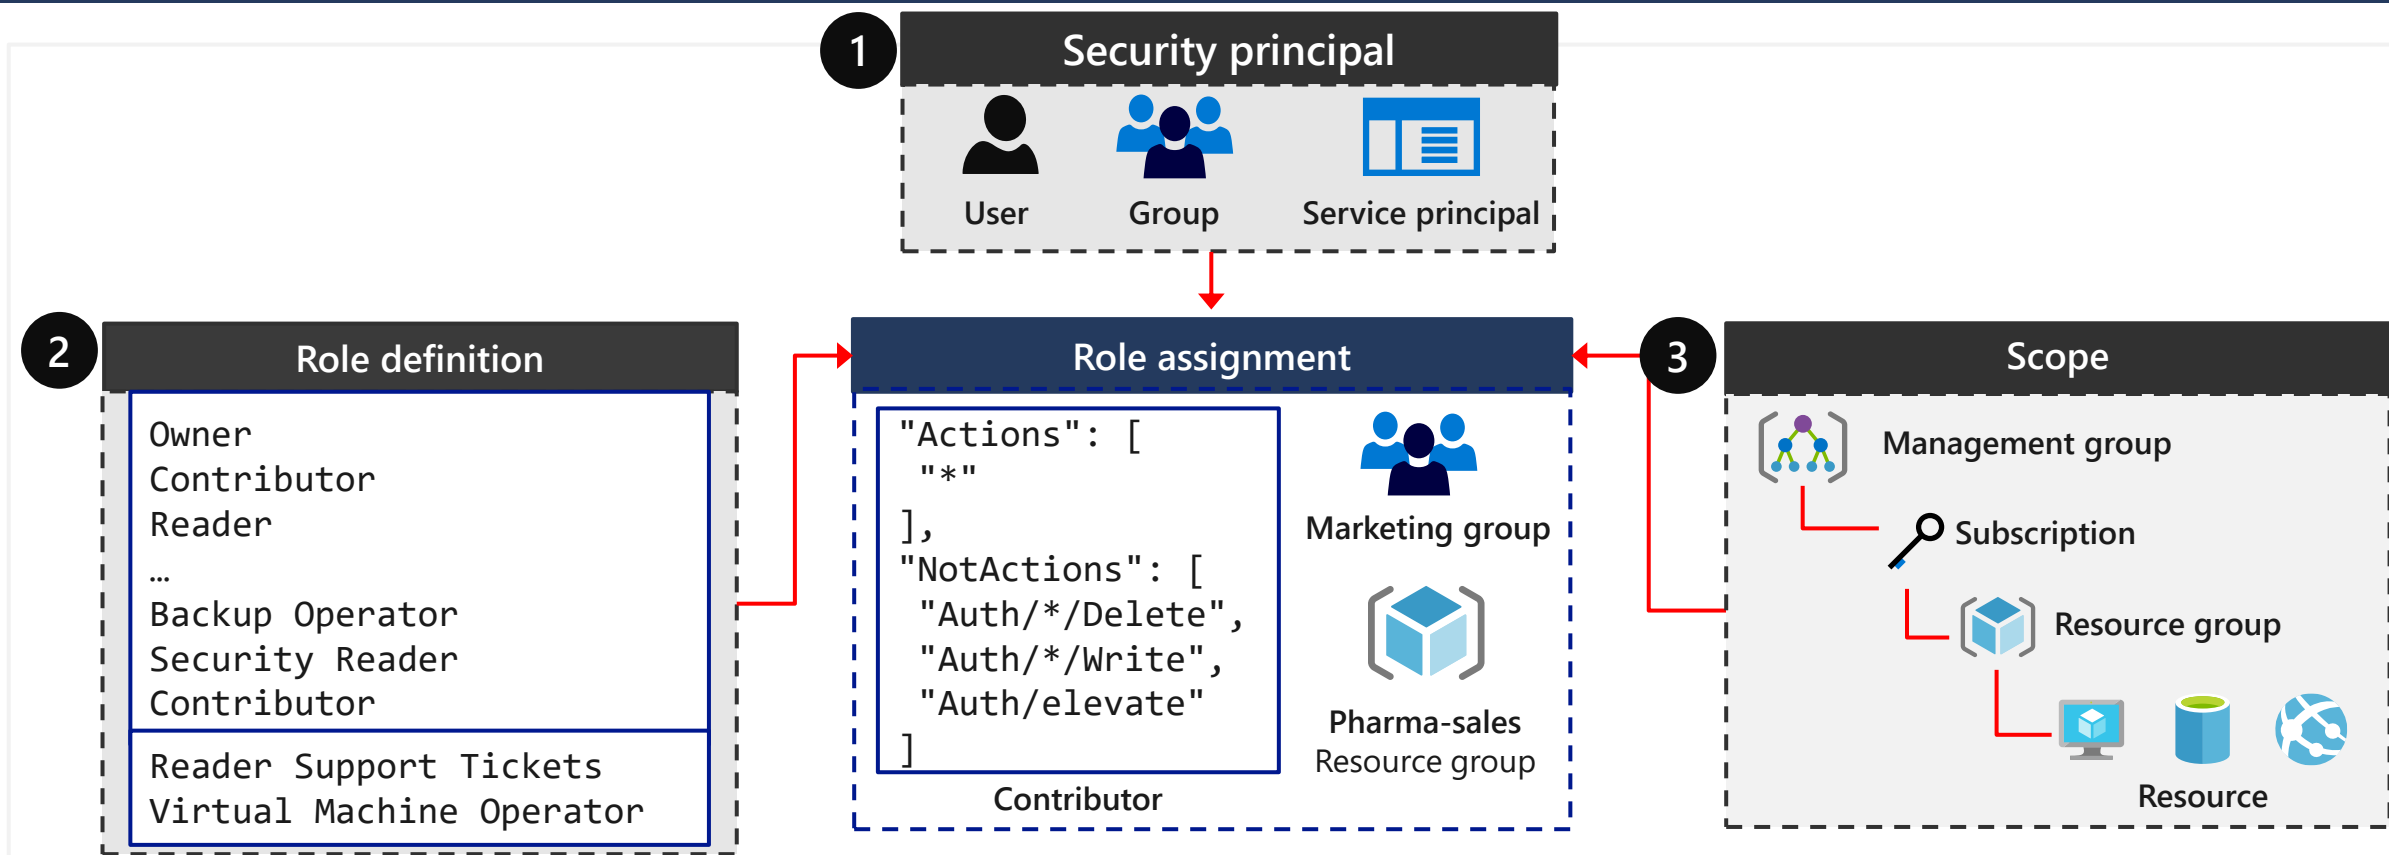 1
Security principal
User
Group
Service principal
2
Role definition
Owner
Contributor
Reader
…
Backup Operator
Security Reader
Contributor
Reader Support Tickets
Virtual Machine Operator
Role assignment
"Actions": [
"*"
],
"NotActions": [
"Auth/*/Delete",
"Auth/*/Write",
"Auth/elevate"
]
Contributor
Marketing group
Pharma-sales
Resource group
3
Scope
Management group
Subscription
Resource group
Resource